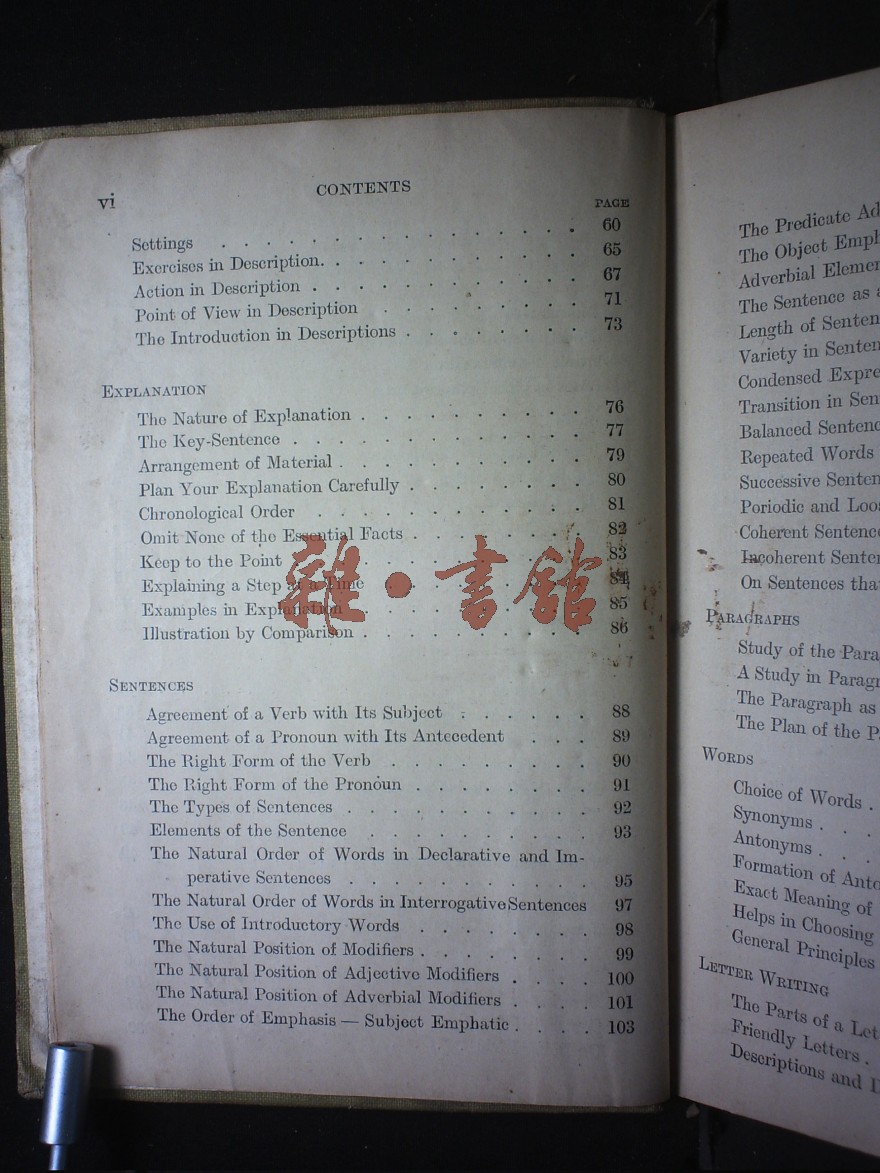 vi
CONTENTS
PAGE
Settings . . . . . . . . . . . . 60
Exercises in Description. . . . . . . . . . 65
Action in Description . . . . . . . . . . 67
Point of View in Description . . . . . . . 71
The Introduction in Descriptions . . . . . . . 73
EXPLANATION
The Nature of Explanation . . . . . . . . . 76
The Key-Sentence . . . . . . . . . . . 77
Arrangement of Material . . . . . . . . . 79
Plan Your Explanation Carefully . . . . . . . 80
Chronological Order . . . . . . . . . . 81
Omit None of the Essential Facts . . . . . . . 82
Keep to the Point . . . . . . . . . . 83
Explaining a Step at a Time . . . . . . . . 84
Examples in Explanation . . . . . . . . 85
Illustration by Comparison . . . . . . . . 86
SENTENCES
Agreement of a Verb with Its Subject . . . . . . 88
Agreement of a Pronoun with Its Antecedent . . . 89
The Right Form of the Verb . . . . . . . . 90
The Right Form of the Pronoun . . . . . . . 91
The Types of Sentences . . . . . . . . . 92
Elements of the Sentence . . . . . . . . 93
The Natural Order of Words in Declarative and Im-
perative Sentences . . . . . . . . . 95
The Natural Order of Words in Interrogative Sentences 97
The Use of Introductory Words . . . . . . 98
The Natural Position of Modifiers . . . . . . . 99
The Natural Position of Adjective Modifiers . . . . 100
The Natural Position of Adverbial Modifiers . . . . 101
The Order of Emphasis — Subject Emphatic . . . . 103
雜·書館
The Predicate
The Object
Adverbial
The Sentence as
Length of
Variety in
Condensed
Transition in
Balanced
Repeated Words
Successive
Periodic and
Coherent
Incoherent
On Sentences
PARAGRAPHS
Study of the
A Study in
The Paragraph as
The Plan of the
WORDS
Choice of Words .
Synonyms . . .
Antonyms . .
Formation of
Exact Meaning of
Helps in Choosing
General Principles
LETTER WRITING
The Parts of a
Friendly Letters .
Descriptions and